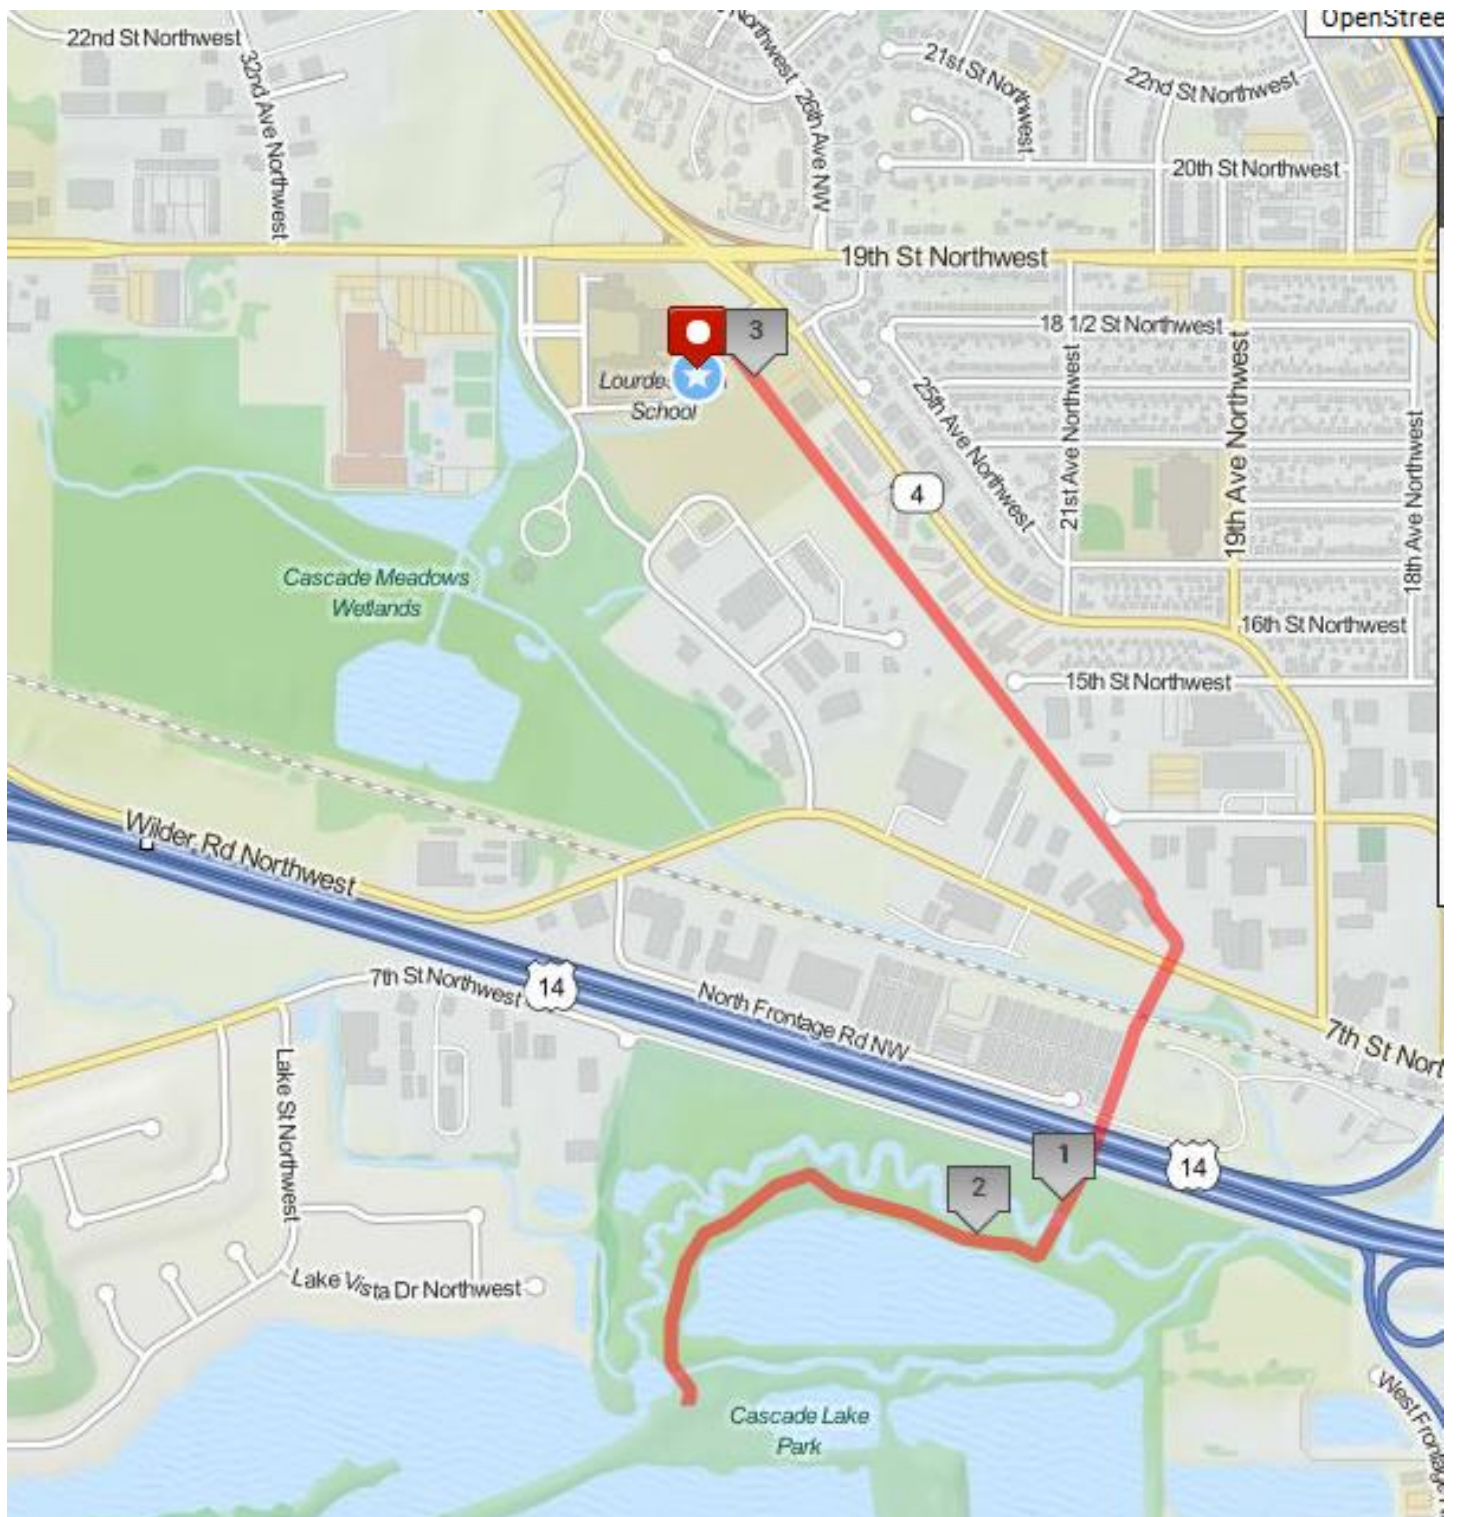 OpenStree
22nd St Northwest
32nd Ave Northwest
Northwest
26th Ave NW
21st St Northwest
22nd St Northwest
20th St Northwest
19th St Northwest
3
18 1/2 St Northwest
School
25th Ave Northwest
21st Ave Northwest
19th Ave Northwest
18th Ave Northwest
4
Cascade Meadows
Wetlands
16th St Northwest
15th St Northwest
Wilder Rd Northwest
7th St Northwest
14
North Frontage Rd NW
7th St Nort
Lake St Northwest
1
14
2
Lake Vista Dr Northwest
Cascade Lake
Park
West Frontage